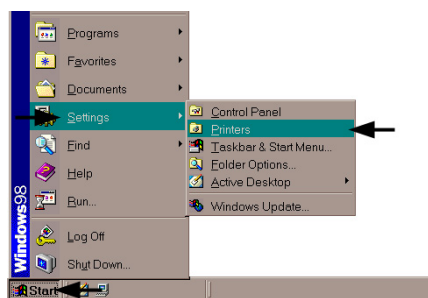 Programs
Favorites
Documents
Settings
Find
Help
Run...
Log Off
Shut Down...
Windows98
Control Panel
Printers
Taskbar & Start Menu...
Folder Options...
Active Desktop
Windows Update...
Start